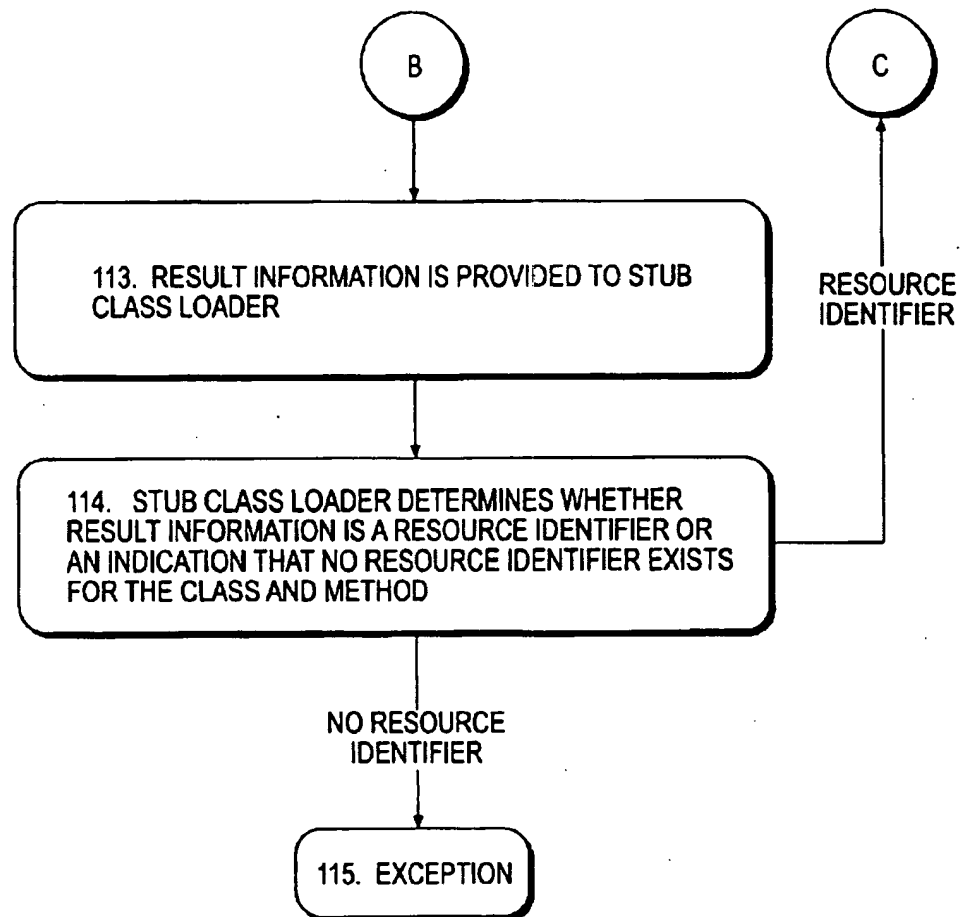 B
C
113. RESULT INFORMATION IS PROVIDED TO STUB
CLASS LOADER
RESOURCE
IDENTIFIER
114. STUB CLASS LOADER DETERMINES WHETHER
RESULT INFORMATION IS A RESOURCE IDENTIFIER OR
AN INDICATION THAT NO RESOURCE IDENTIFIER EXISTS
FOR THE CLASS AND METHOD
NO RESOURCE
IDENTIFIER
115. EXCEPTION